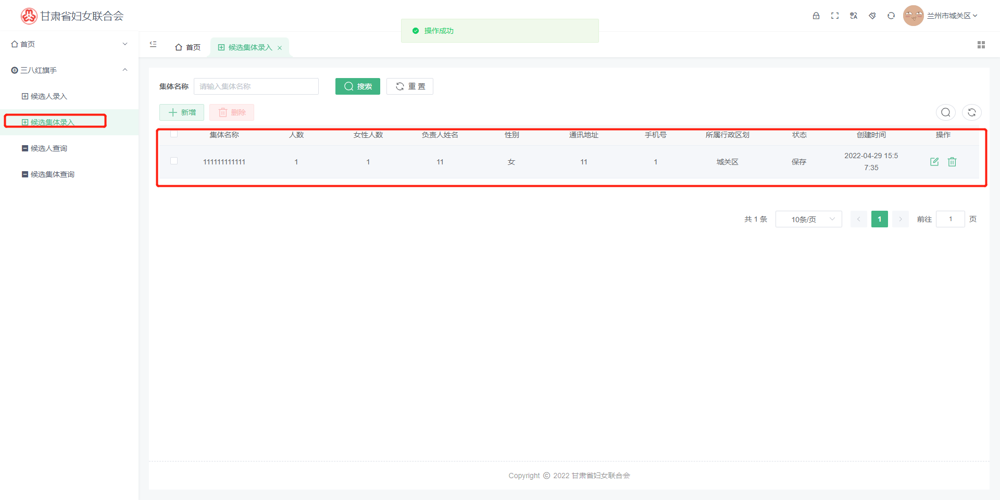 甘肃省妇女联合会
兰州市城关区
操作成功
首页
首页
候选集体录入
三八红旗手
候选人录入
候选集体录入
候选人查询
候选集体查询
集体名称 请输入集体名称 搜索 重 置
新增 删除
集体名称 人数 女性人数 负责人姓名 性别 通讯地址 手机号 所属行政区划 状态 创建时间 操作
111111111111 1 1 11 女 11 1 城关区 保存 2022-04-29 15:5
7:35
共 1 条 10条/页 1 前往 1 页
Copyright © 2022 甘肃省妇女联合会